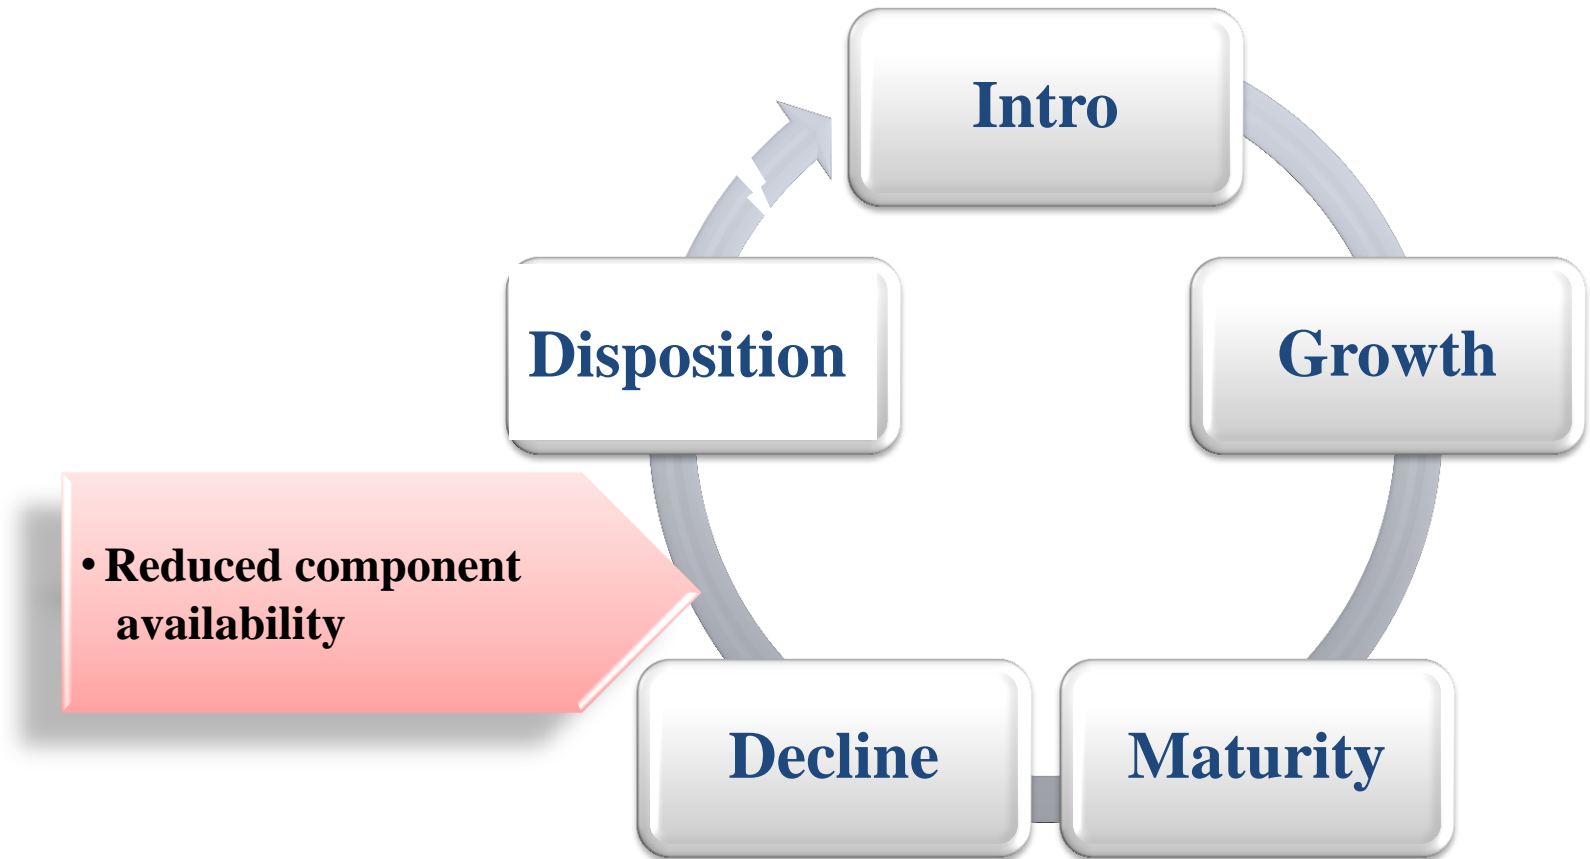 Intro
Growth
Maturity
Decline
Disposition
• Reduced component
availability